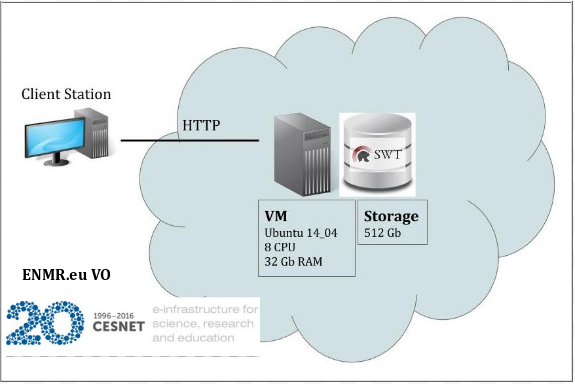 Client Station
HTTP
SWT
VM
Ubuntu 14_04
8 CPU
32 Gb RAM
Storage
512 Gb
ENMR.eu VO
20
1996–2016
CESNET
e-infrastructure for
science, research
and education